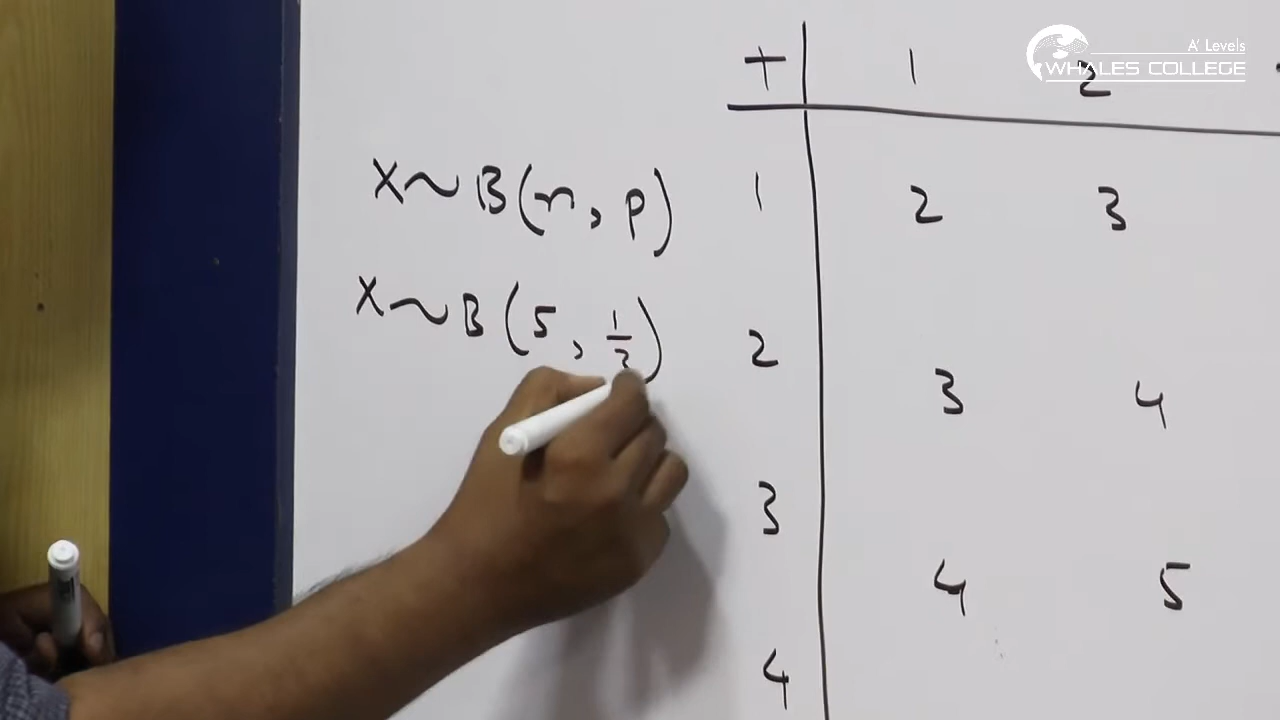 A' Levels
WHALES COLLEGE
+ 1 2
X~B(n, p) 1 2 3
X~B(5, 1/3) 2 3 4
3 4 5
4